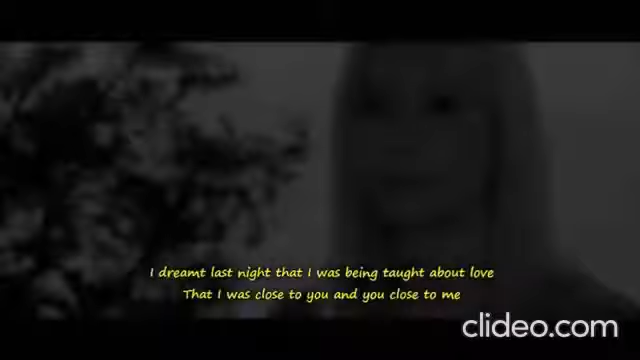 I dreamt last night that I was being taught about love
That I was close to you and you close to me
clideo.com